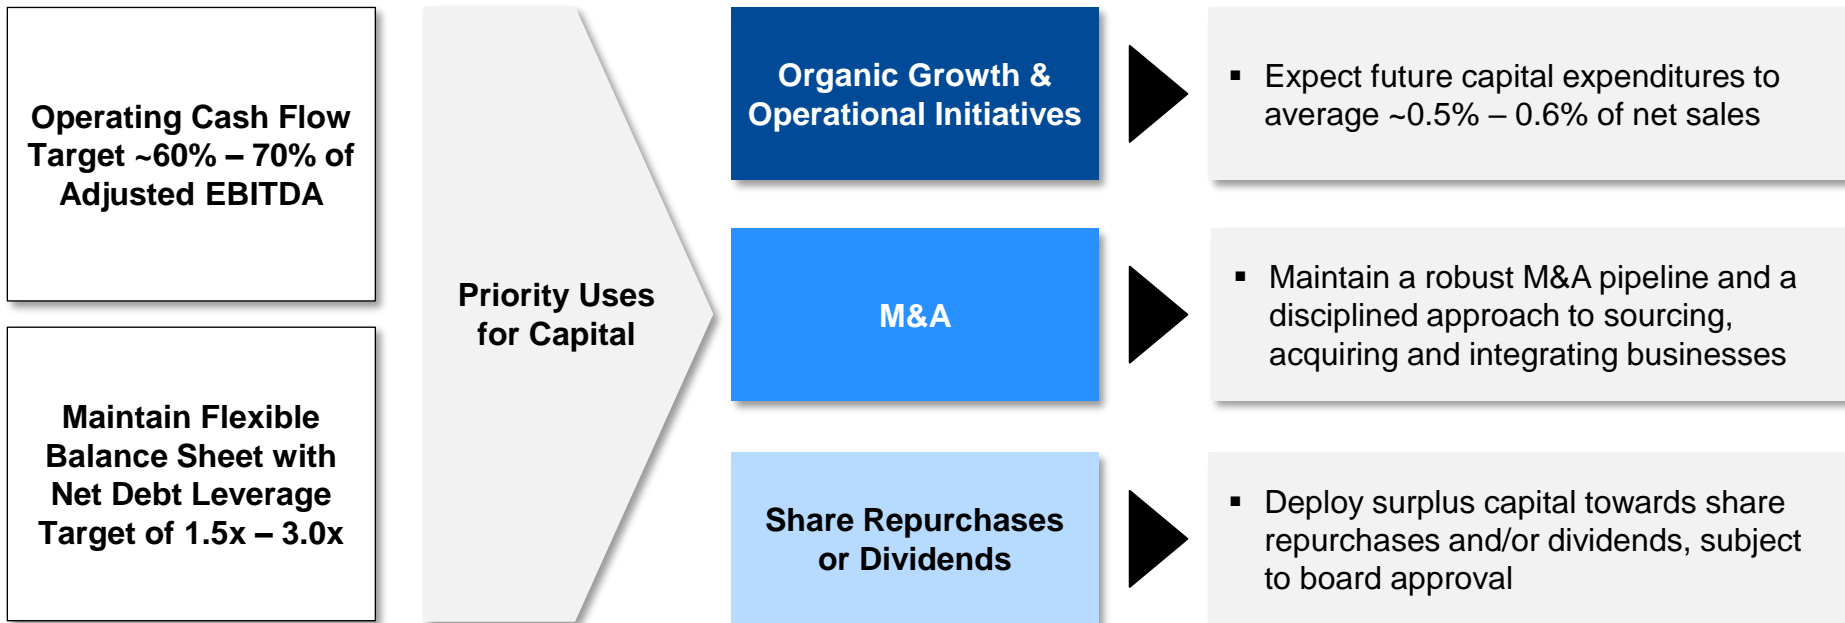 Operating Cash Flow
Target ~60% – 70% of
Adjusted EBITDA
Maintain Flexible
Balance Sheet with
Net Debt Leverage
Target of 1.5x – 3.0x
Priority Uses
for Capital
Organic Growth &
Operational Initiatives
▪ Expect future capital expenditures to
average ~0.5% – 0.6% of net sales
M&A
▪ Maintain a robust M&A pipeline and a
disciplined approach to sourcing,
acquiring and integrating businesses
Share Repurchases
or Dividends
▪ Deploy surplus capital towards share
repurchases and/or dividends, subject
to board approval